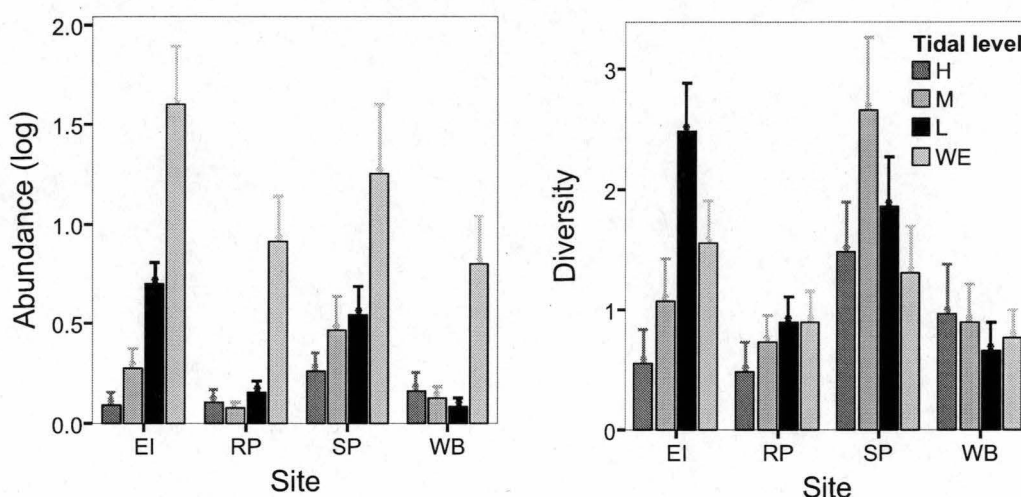 2.0
1.5
1.0
0.5
0.0
Abundance (log)
EI RP SP WB
Site
3
2
1
0
Diversity
Tidal level
H
M
L
WE
EI RP SP WB
Site